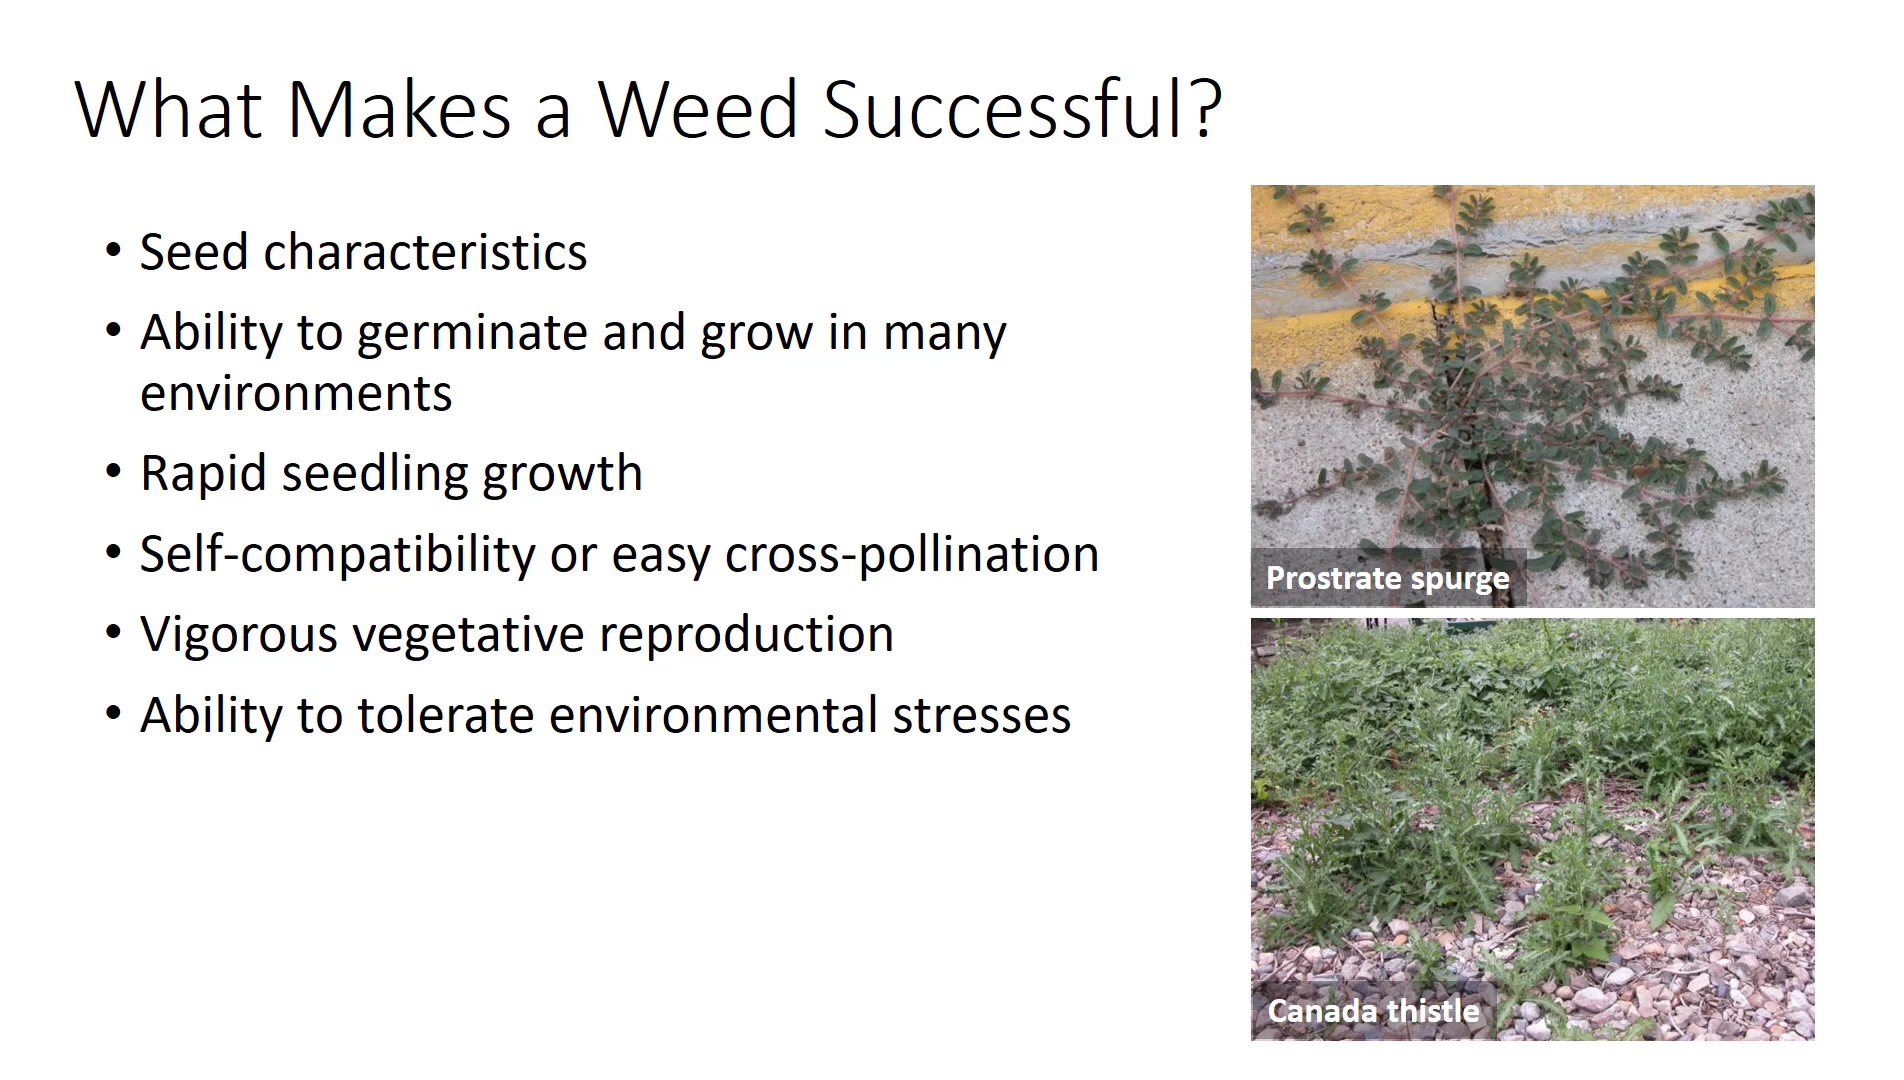 What Makes a Weed Successful?
• Seed characteristics
• Ability to germinate and grow in many
environments
• Rapid seedling growth
• Self-compatibility or easy cross-pollination
• Vigorous vegetative reproduction
• Ability to tolerate environmental stresses
Prostrate spurge
Canada thistle